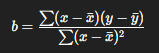 b = ∑(x − x̄)(y − ȳ) / ∑(x − x̄)²